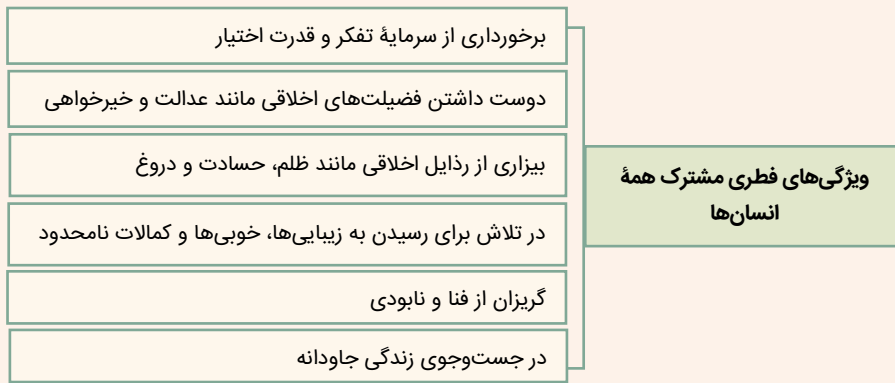 ویژگی‌های فطری مشترک همۀ
انسان‌ها
برخورداری از سرمایۀ تفکر و قدرت اختیار
دوست داشتن فضیلت‌های اخلاقی مانند عدالت و خیرخواهی
بیزاری از رذایل اخلاقی مانند ظلم، حسادت و دروغ
در تلاش برای رسیدن به زیبایی‌ها، خوبی‌ها و کمالات نامحدود
گریزان از فنا و نابودی
در جست‌وجوی زندگی جاودانه